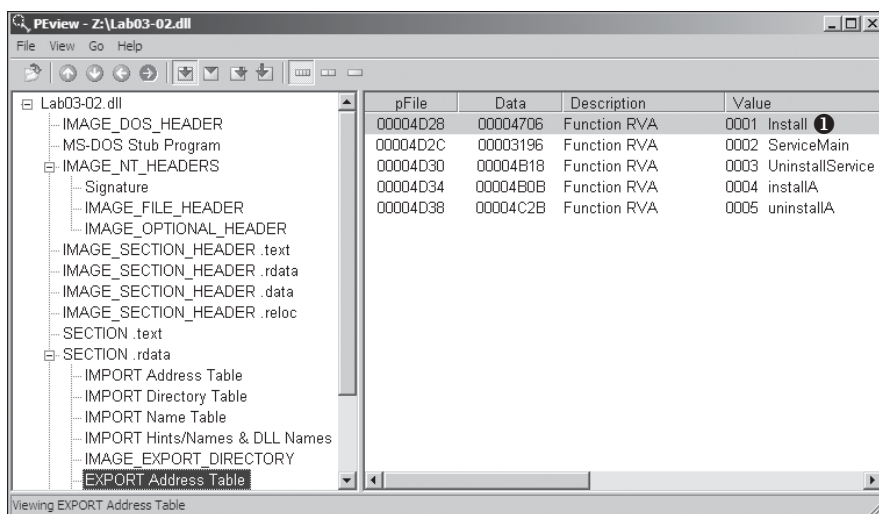 PEview - Z:\Lab03-02.dll
File View Go Help
Lab03-02.dll
IMAGE_DOS_HEADER
MS-DOS Stub Program
IMAGE_NT_HEADERS
Signature
IMAGE_FILE_HEADER
IMAGE_OPTIONAL_HEADER
IMAGE_SECTION_HEADER .text
IMAGE_SECTION_HEADER .rdata
IMAGE_SECTION_HEADER .data
IMAGE_SECTION_HEADER .reloc
SECTION .text
SECTION .rdata
IMPORT Address Table
IMPORT Directory Table
IMPORT Name Table
IMPORT Hints/Names & DLL Names
IMAGE_EXPORT_DIRECTORY
EXPORT Address Table
pFile Data Description Value
00004D28 00004706 Function RVA 0001 Install ❶
00004D2C 00003196 Function RVA 0002 ServiceMain
00004D30 00004B18 Function RVA 0003 UninstallService
00004D34 00004B0B Function RVA 0004 installA
00004D38 00004C2B Function RVA 0005 uninstallA
Viewing EXPORT Address Table